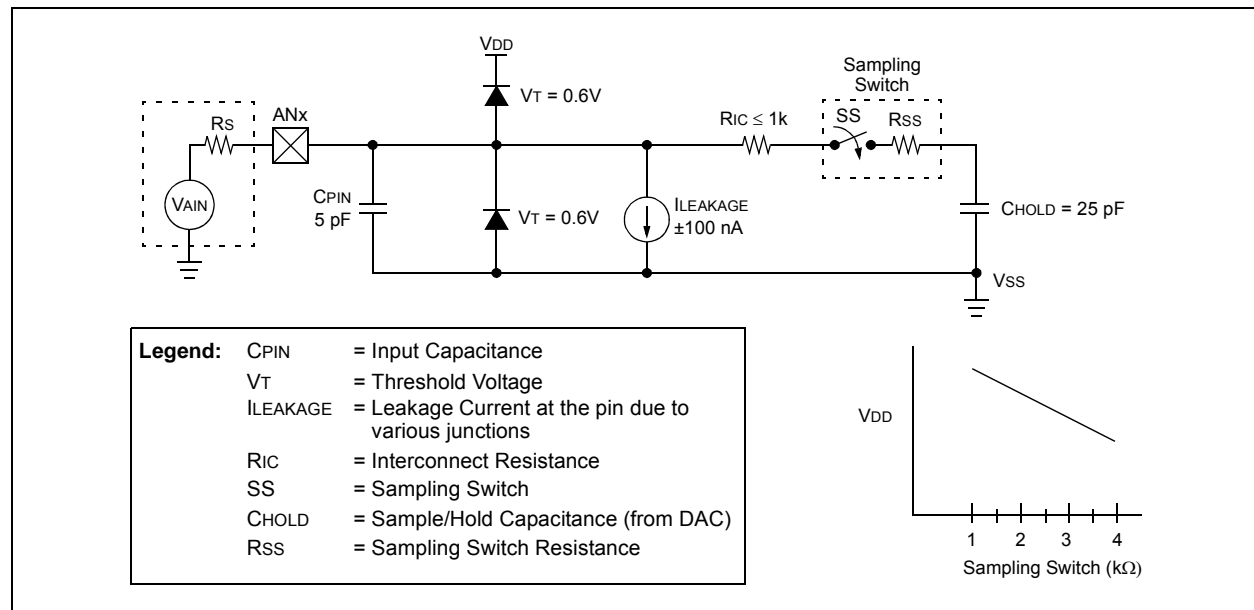 VDD
Sampling
Switch
VT = 0.6V
RS
ANx
RIC ≤ 1k
SS
RSS
VAIN
CPIN
5 pF
VT = 0.6V
ILEAKAGE
±100 nA
CHOLD = 25 pF
VSS
Legend: CPIN = Input Capacitance
VT = Threshold Voltage
ILEAKAGE = Leakage Current at the pin due to
various junctions
RIC = Interconnect Resistance
SS = Sampling Switch
CHOLD = Sample/Hold Capacitance (from DAC)
RSS = Sampling Switch Resistance
VDD
1 2 3 4
Sampling Switch (kΩ)